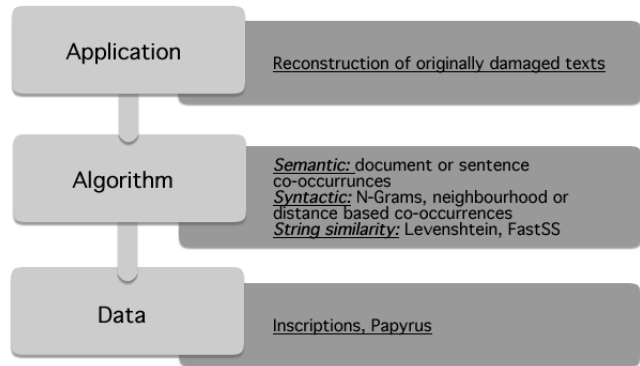 Application
Reconstruction of originally damaged texts
Algorithm
Semantic: document or sentence
co-occurrunces
Syntactic: N-Grams, neighbourhood or
distance based co-occurrences
String similarity: Levenshtein, FastSS
Data
Inscriptions, Papyrus